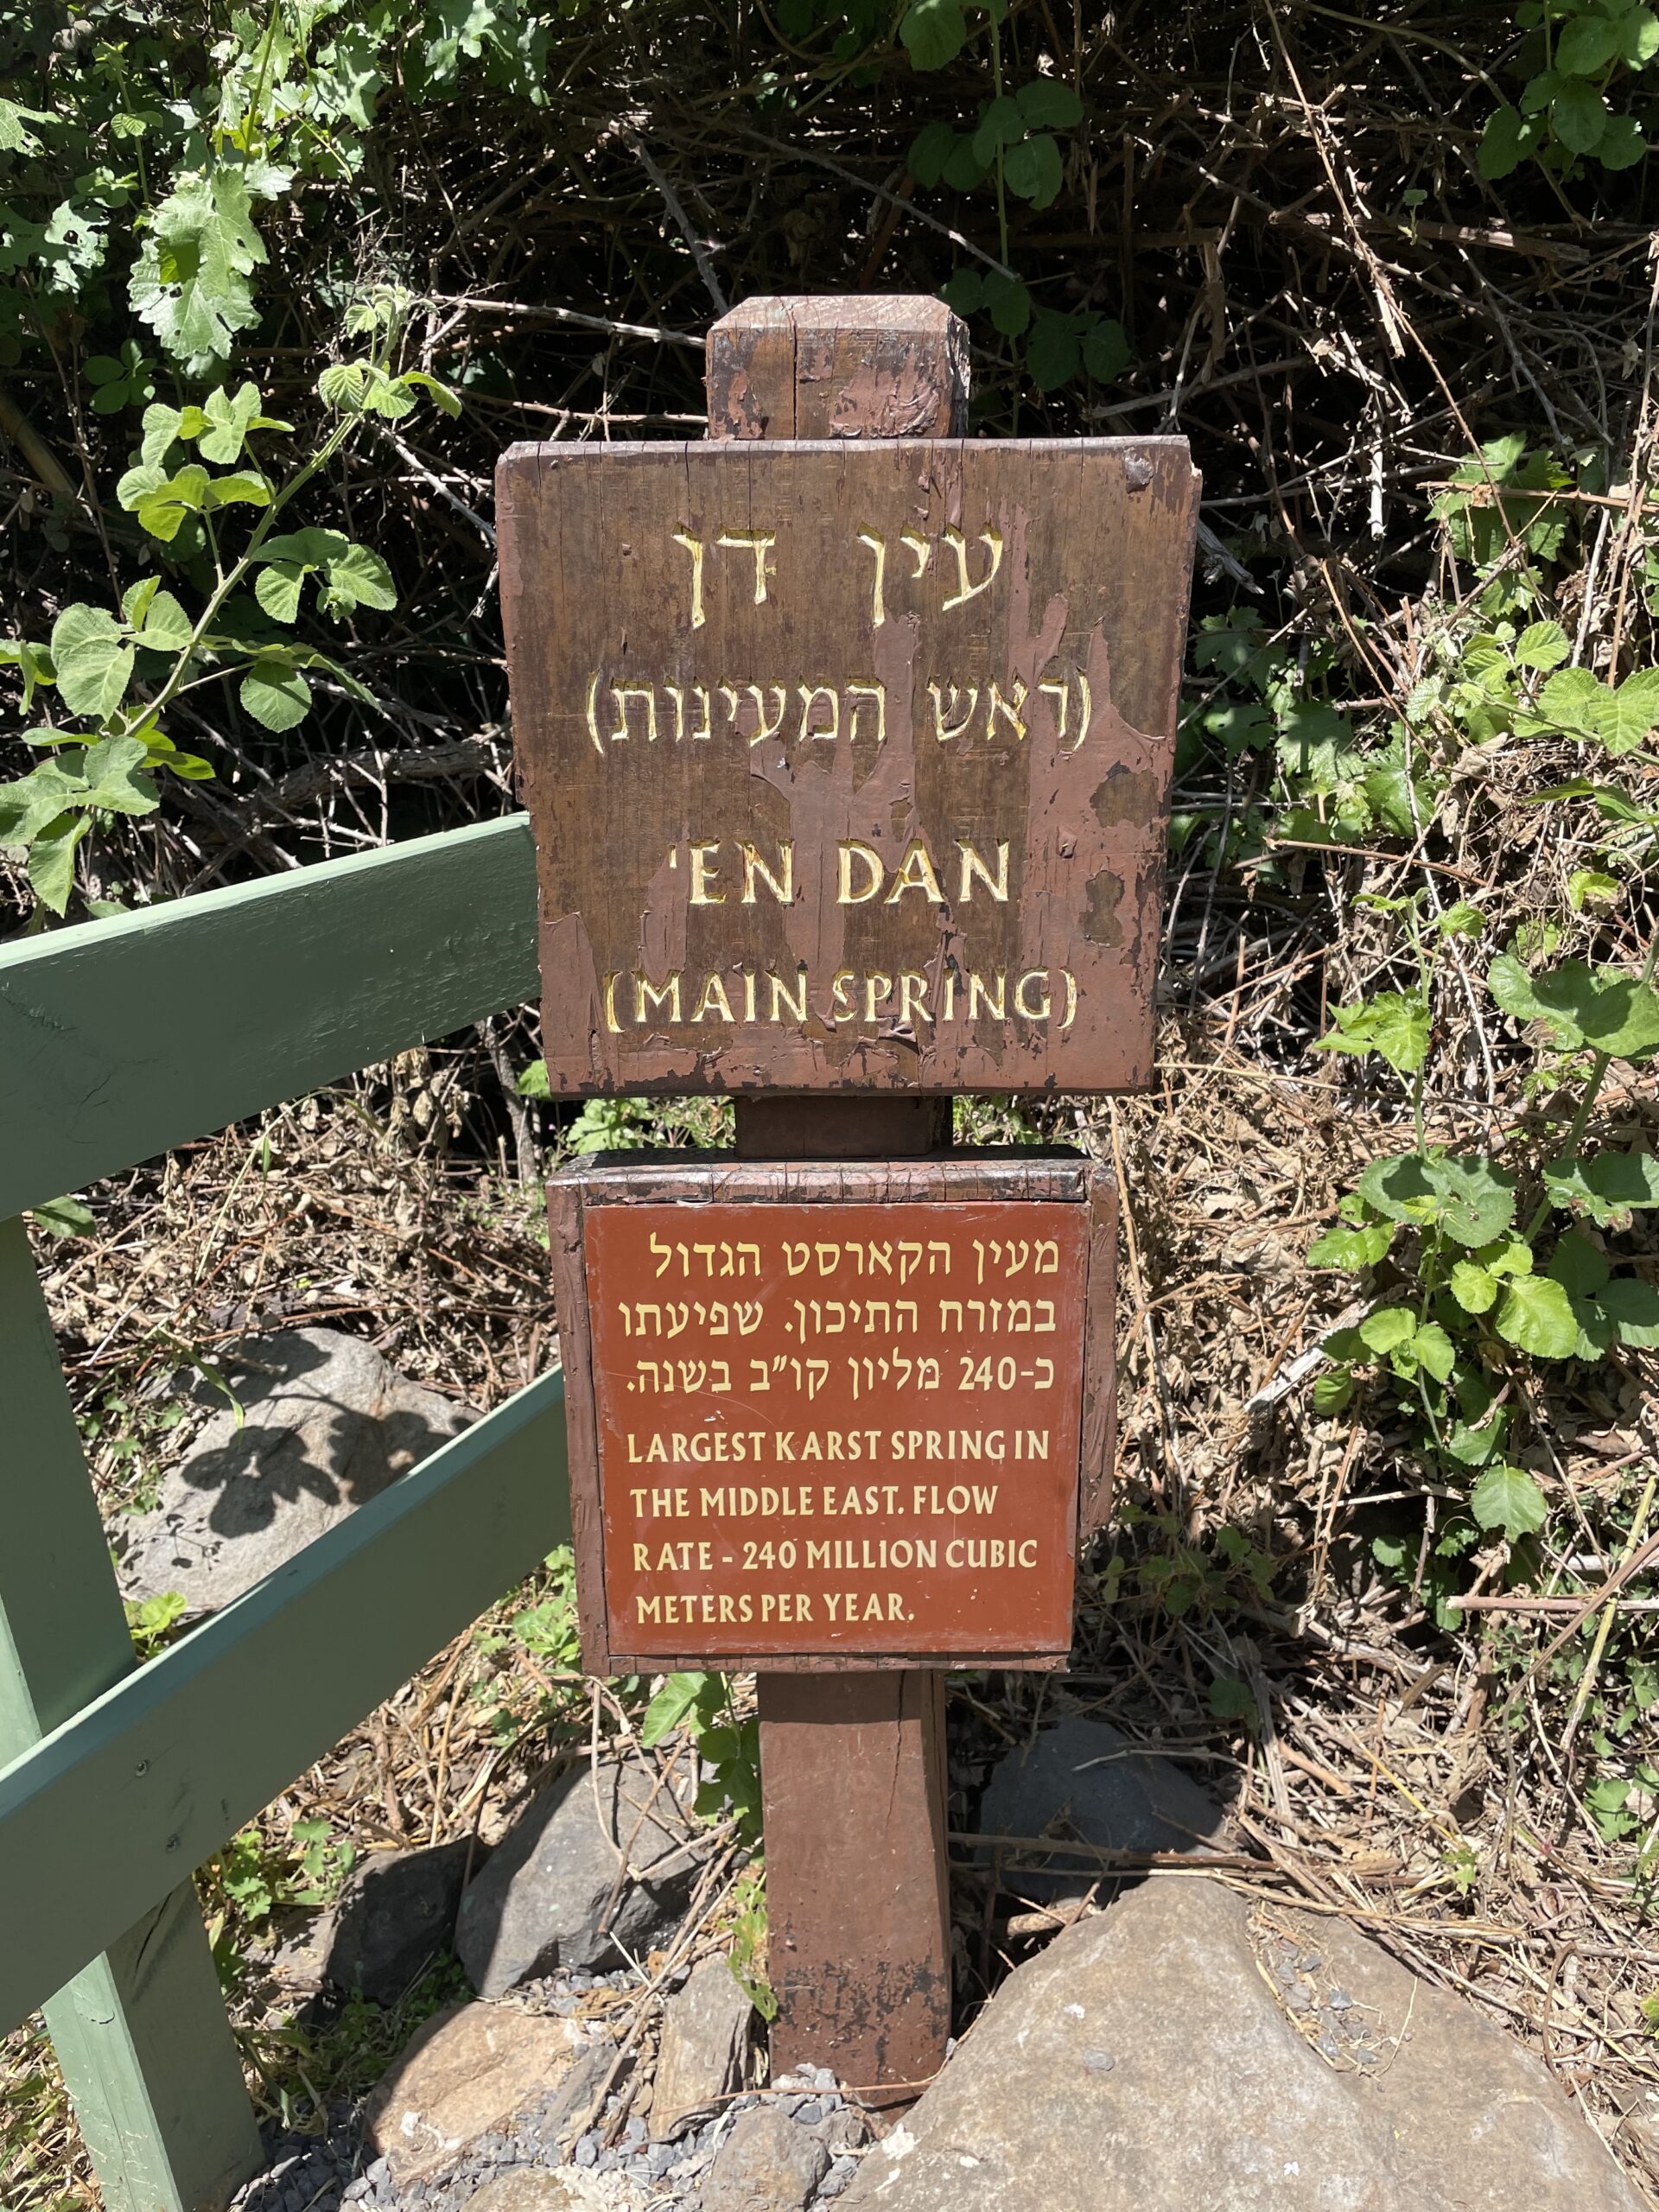 עין דן
(ראש המעינות)
'EN DAN
(MAIN SPRING)
מעין הקארסט הגדול
במזרח התיכון. שפיעתו
כ-240 מליון קו"ב בשנה.
LARGEST KARST SPRING IN
THE MIDDLE EAST. FLOW
RATE - 240 MILLION CUBIC
METERS PER YEAR.